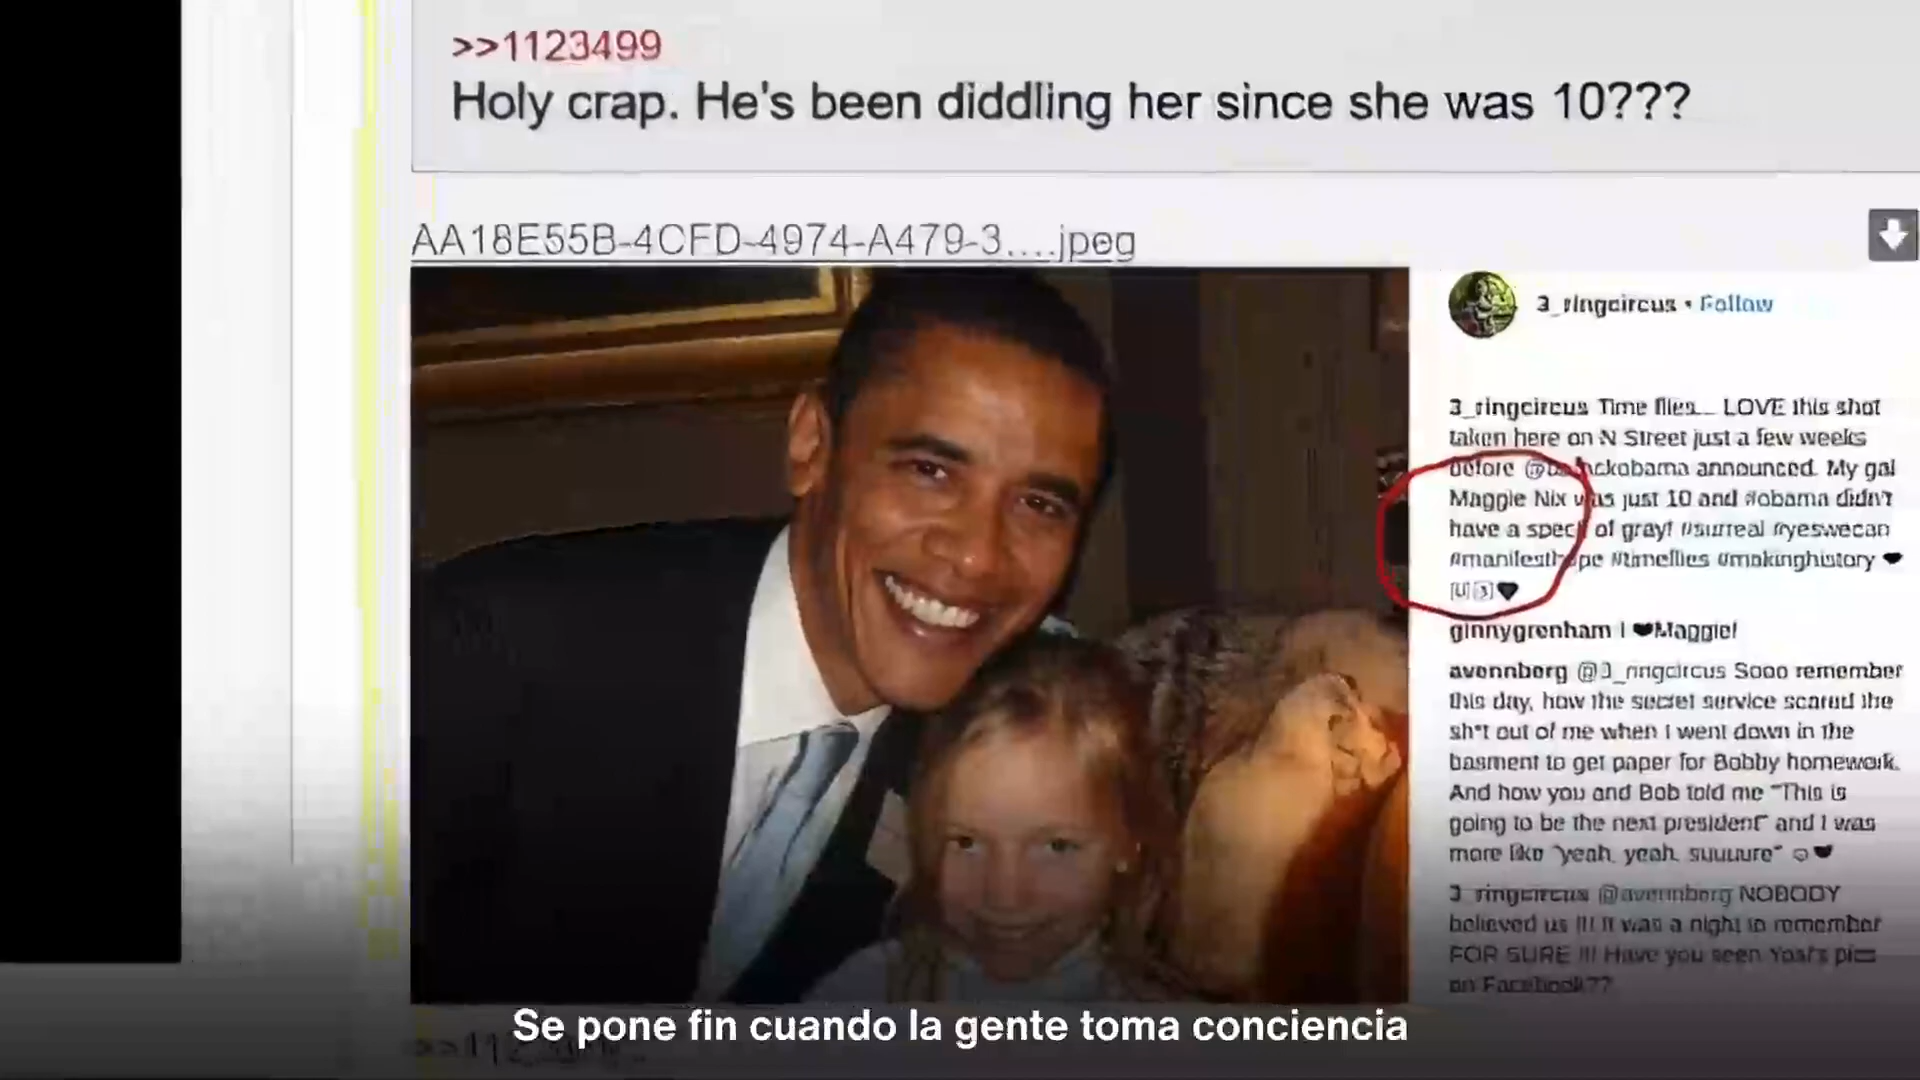 >>1123499
Holy crap. He's been diddling her since she was 10???
AA18E55B-4CFD-4974-A479-3....jpeg
3_ringcircus • Follow
3_ringcircus Time flies... LOVE this shot
taken here on N Street just a few weeks
before ckobama announced. My gal
Maggie Nix was just 10 and #obama didn't
have a speck of gray! #surreal #yeswecan
#manifesthope #timeflies #makinghistory ❤
🇺🇸❤
ginnygrenham I ❤Maggie!
avennberg @3_ringcircus Sooo remember
this day, how the secret service scared the
sh*t out of me when I went down in the
basment to get paper for Bobby homework.
And how you and Bob told me "This is
going to be the next president" and I was
more like "yeah, yeah, suuuure" ☺❤
3_ringcircus @avennberg NOBODY
believed us !!! It was a night to remember
FOR SURE !!! Have you seen Yosi's pics
on Facebook??
Se pone fin cuando la gente toma conciencia